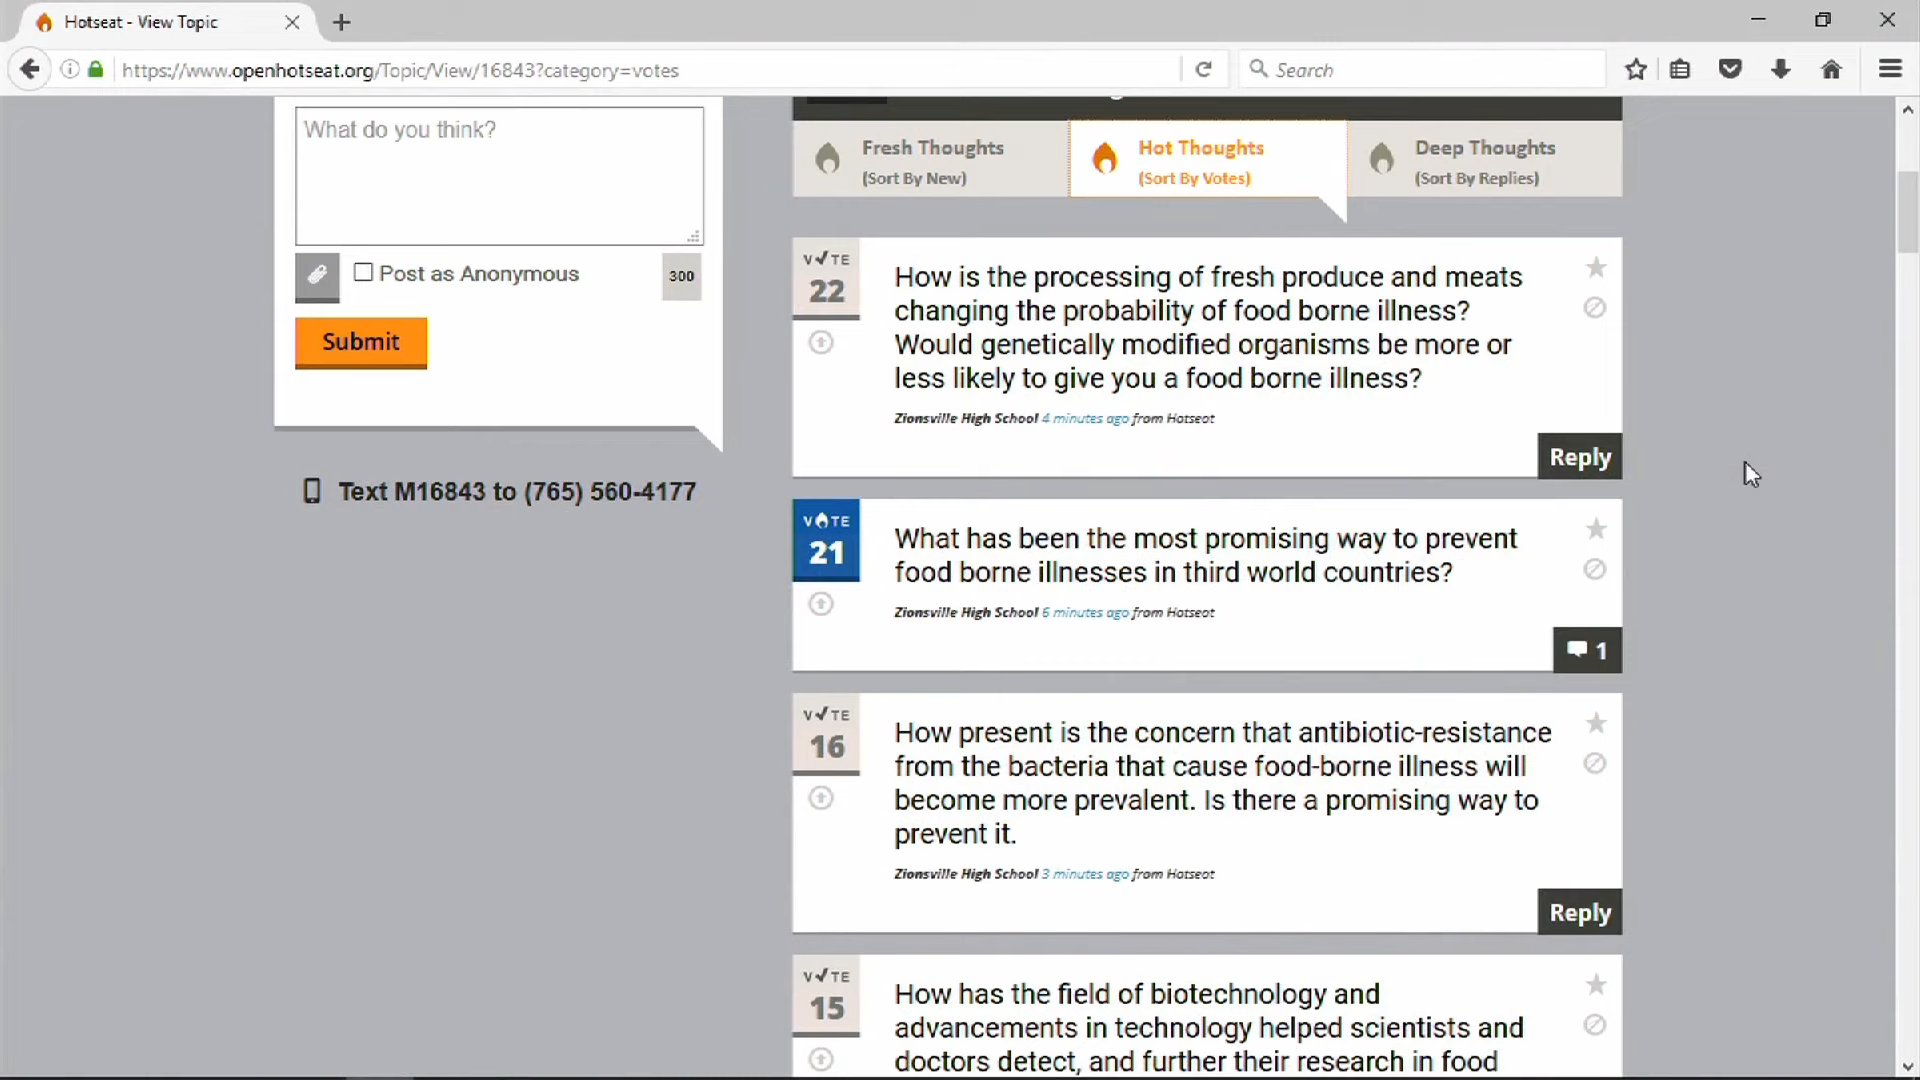 Hotseat - View Topic
https://www.openhotseat.org/Topic/View/16843?category=votes
Search
What do you think?
Post as Anonymous
300
Submit
Text M16843 to (765) 560-4177
Fresh Thoughts
(Sort By New)
Hot Thoughts
(Sort By Votes)
Deep Thoughts
(Sort By Replies)
VOTE
22
How is the processing of fresh produce and meats
changing the probability of food borne illness?
Would genetically modified organisms be more or
less likely to give you a food borne illness?
Zionsville High School 4 minutes ago from Hotseat
Reply
VOTE
21
What has been the most promising way to prevent
food borne illnesses in third world countries?
Zionsville High School 6 minutes ago from Hotseat
1
VOTE
16
How present is the concern that antibiotic-resistance
from the bacteria that cause food-borne illness will
become more prevalent. Is there a promising way to
prevent it.
Zionsville High School 3 minutes ago from Hotseat
Reply
VOTE
15
How has the field of biotechnology and
advancements in technology helped scientists and
doctors detect, and further their research in food